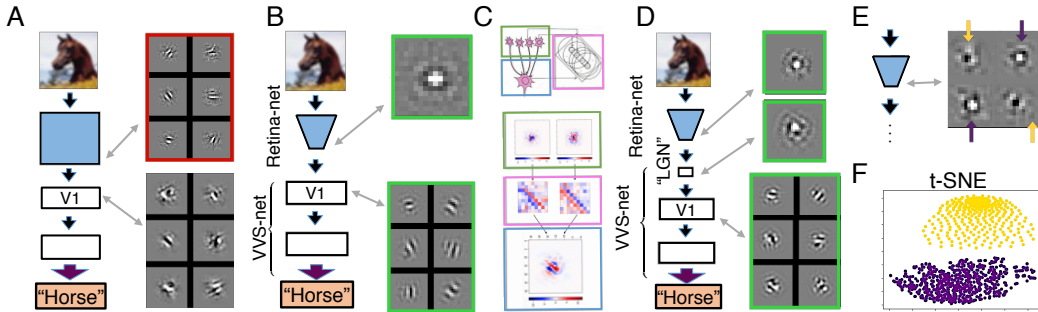 A
V1
"Horse"
B
Retina-net
VVS-net
V1
"Horse"
C
D
Retina-net
"LGN"
VVS-net
V1
"Horse"
E
F
t-SNE